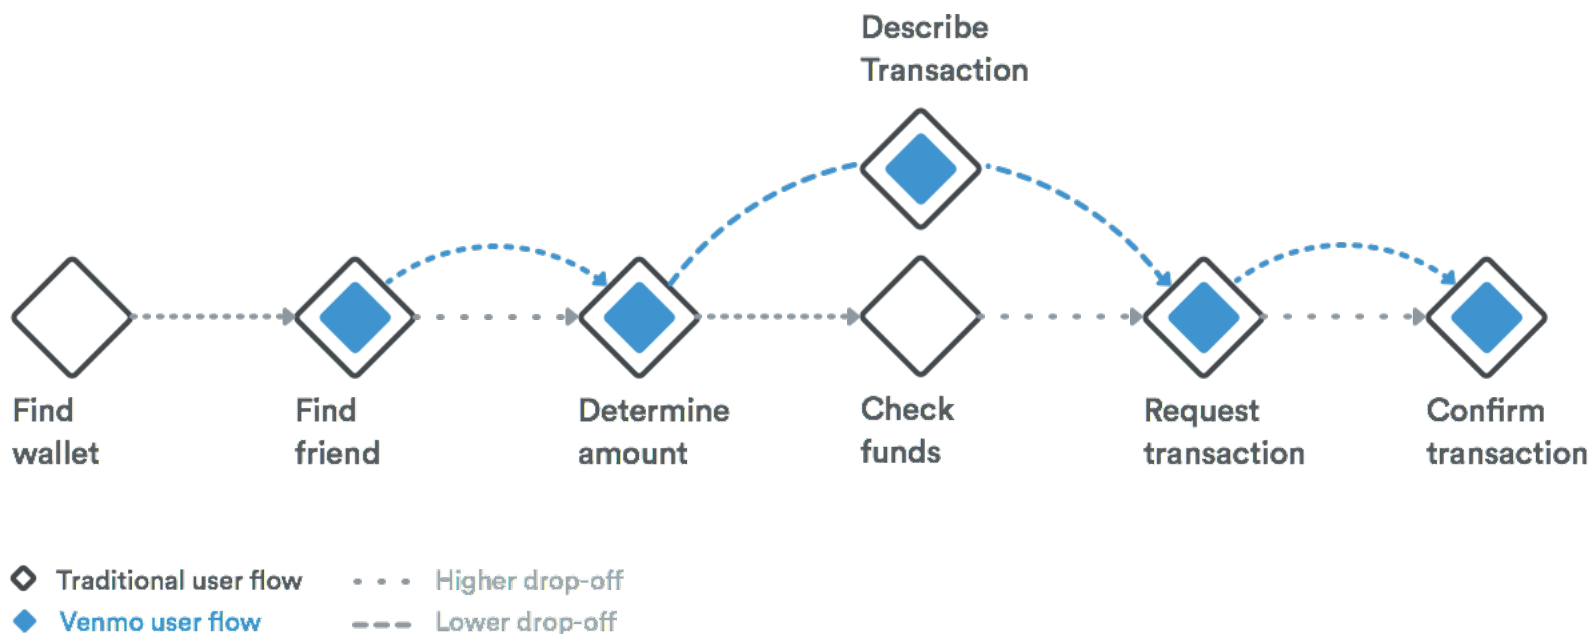 Describe
Transaction
Find
wallet
Find
friend
Determine
amount
Check
funds
Request
transaction
Confirm
transaction
Traditional user flow
Higher drop-off
Venmo user flow
Lower drop-off